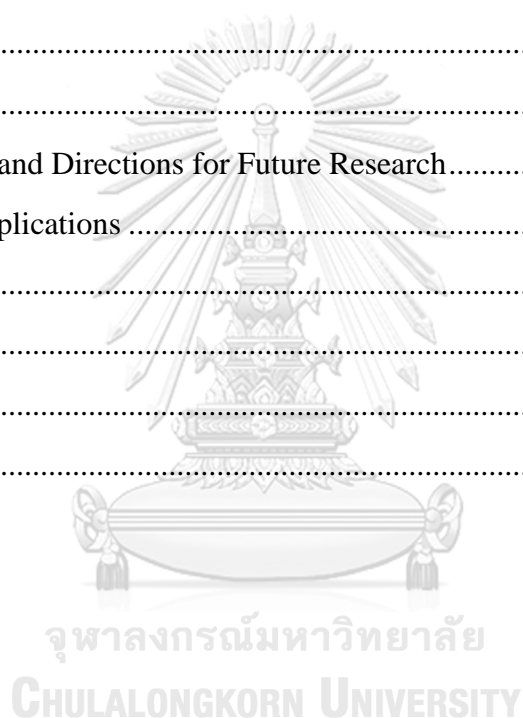 ................................................................
................................................................
and Directions for Future Research..........
plications ..................................................
................................................................
................................................................
................................................................
................................................................
จุฬาลงกรณ์มหาวิทยาลัย
CHULALONGKORN UNIVERSITY